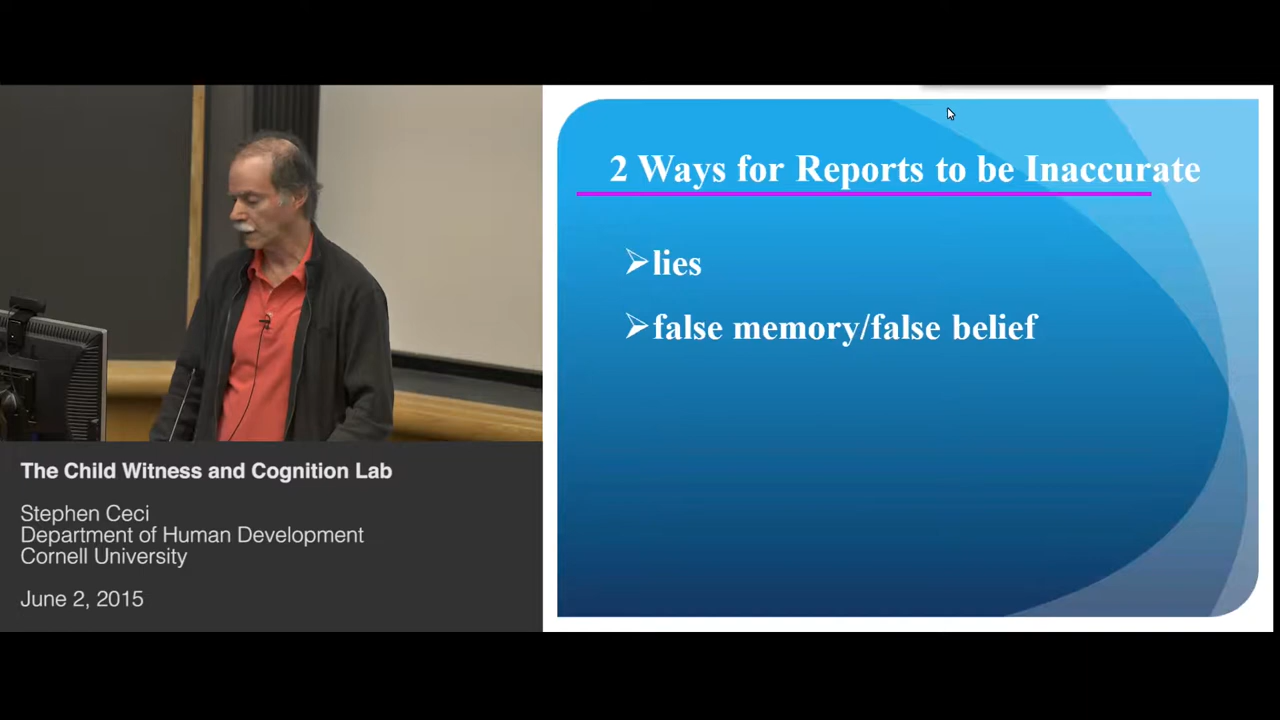 2 Ways for Reports to be Inaccurate
➢lies
➢false memory/false belief
The Child Witness and Cognition Lab
Stephen Ceci
Department of Human Development
Cornell University
June 2, 2015